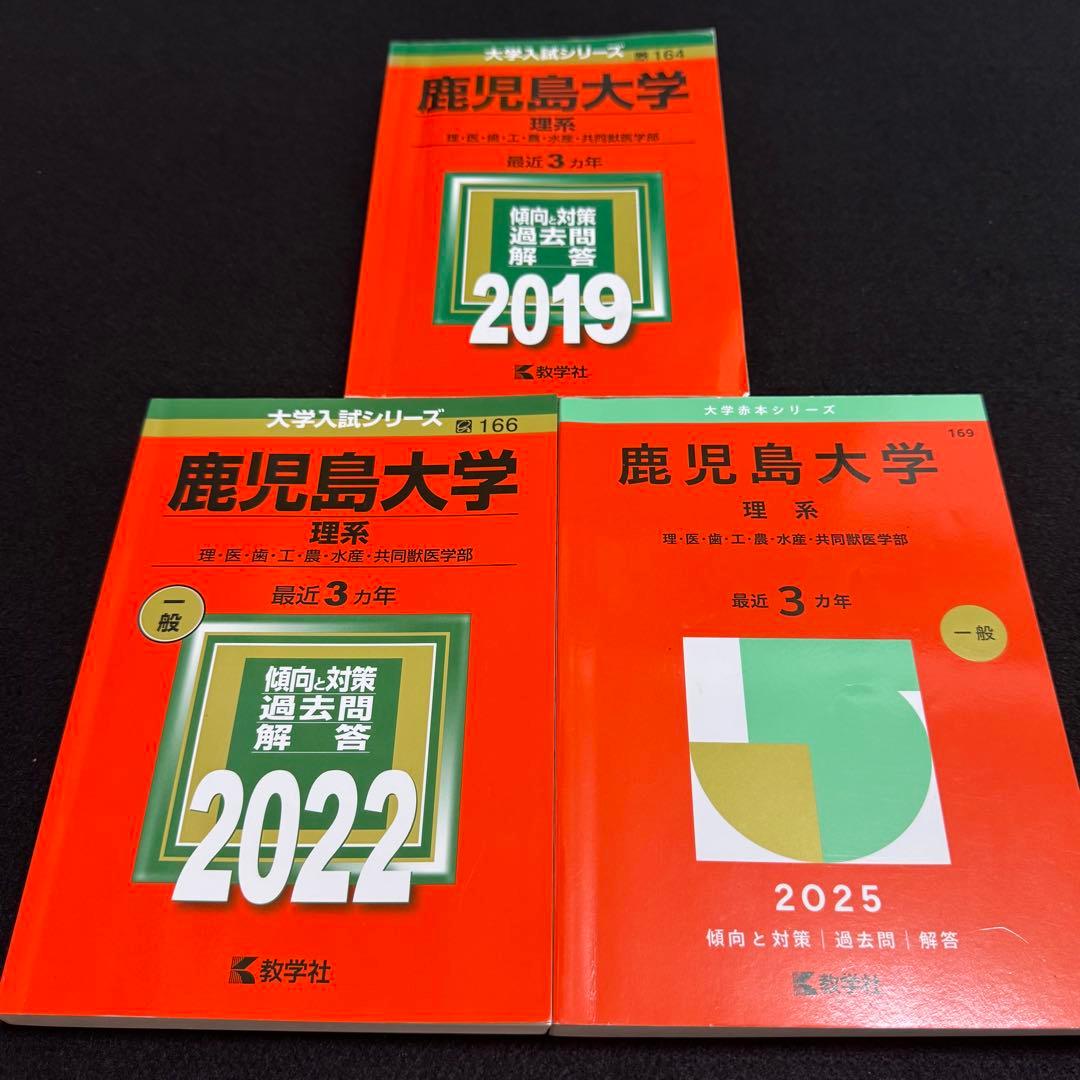 大学入試シリーズ
164
鹿児島大学
理系
理・医・歯・工・農・水産・共同獣医学部
最近3カ年
傾向と対策
過去問
解答
2019
教学社
大学入試シリーズ
166
鹿児島大学
理系
理・医・歯・工・農・水産・共同獣医学部
最近3カ年
一般
傾向と対策
過去問
解答
2022
教学社
大学赤本シリーズ
169
鹿児島大学
理系
理・医・歯・工・農・水産・共同獣医学部
最近3カ年
一般
2025
傾向と対策|過去問|解答
教学社